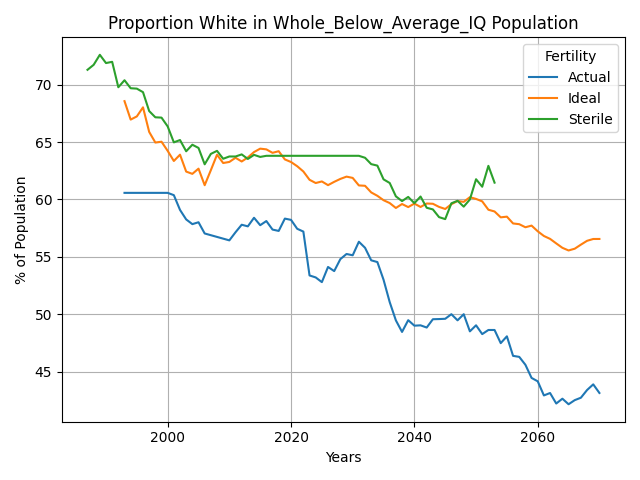 Proportion White in Whole_Below_Average_IQ Population
Fertility
Actual
Ideal
Sterile
% of Population
70
65
60
55
50
45
2000
2020
2040
2060
Years